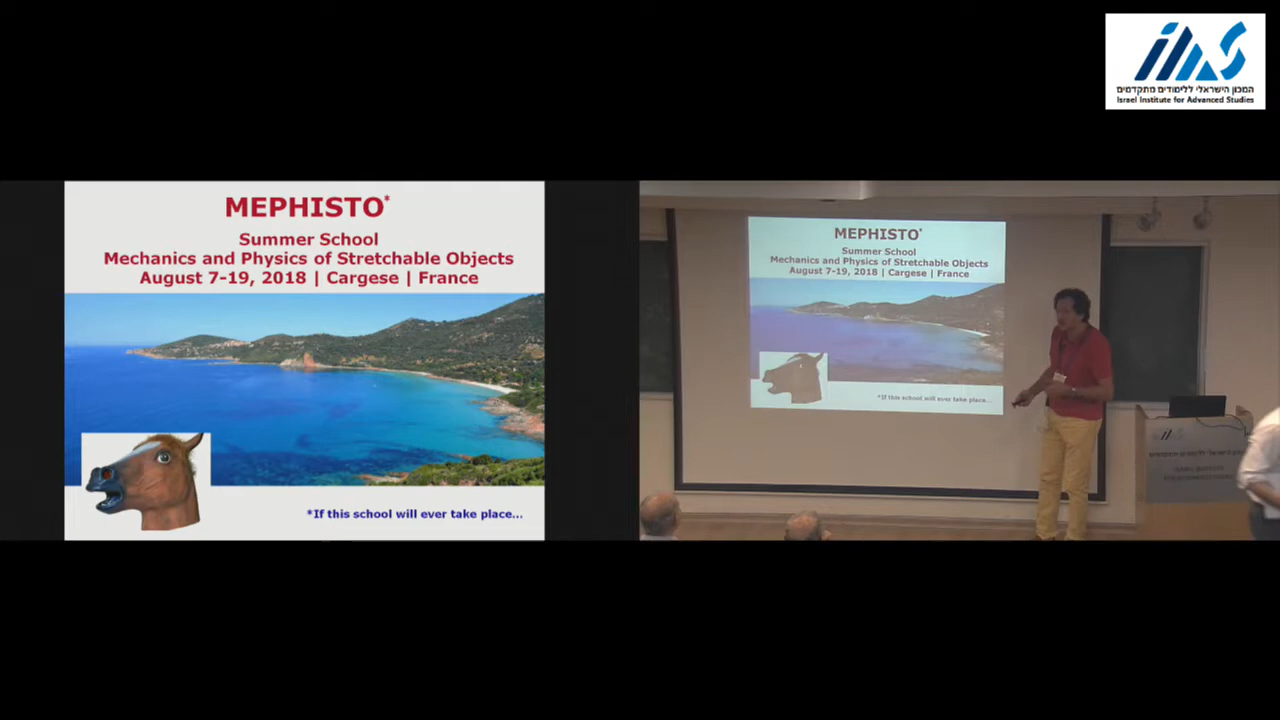 ias
המכון הישראלי ללימודים מתקדמים
Israel Institute for Advanced Studies
MEPHISTO*
Summer School
Mechanics and Physics of Stretchable Objects
August 7-19, 2018 | Cargese | France
*If this school will ever take place...
MEPHISTO*
Summer School
Mechanics and Physics of Stretchable Objects
August 7-19, 2018 | Cargese | France
*If this school will ever take place...